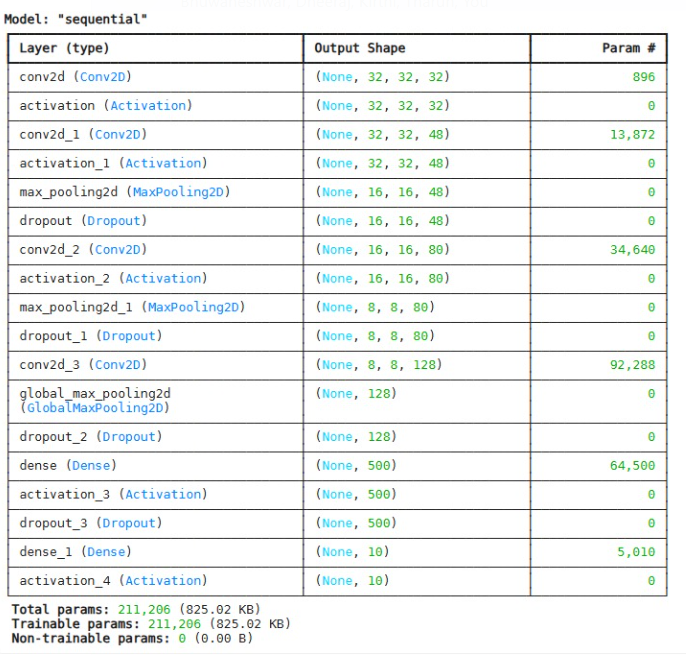 Model: "sequential"
Layer (type) Output Shape Param #
conv2d (Conv2D) (None, 32, 32, 32) 896
activation (Activation) (None, 32, 32, 32) 0
conv2d_1 (Conv2D) (None, 32, 32, 48) 13,872
activation_1 (Activation) (None, 32, 32, 48) 0
max_pooling2d (MaxPooling2D) (None, 16, 16, 48) 0
dropout (Dropout) (None, 16, 16, 48) 0
conv2d_2 (Conv2D) (None, 16, 16, 80) 34,640
activation_2 (Activation) (None, 16, 16, 80) 0
max_pooling2d_1 (MaxPooling2D) (None, 8, 8, 80) 0
dropout_1 (Dropout) (None, 8, 8, 80) 0
conv2d_3 (Conv2D) (None, 8, 8, 128) 92,288
global_max_pooling2d (None, 128) 0
(GlobalMaxPooling2D)
dropout_2 (Dropout) (None, 128) 0
dense (Dense) (None, 500) 64,500
activation_3 (Activation) (None, 500) 0
dropout_3 (Dropout) (None, 500) 0
dense_1 (Dense) (None, 10) 5,010
activation_4 (Activation) (None, 10) 0
Total params: 211,206 (825.02 KB)
Trainable params: 211,206 (825.02 KB)
Non-trainable params: 0 (0.00 B)